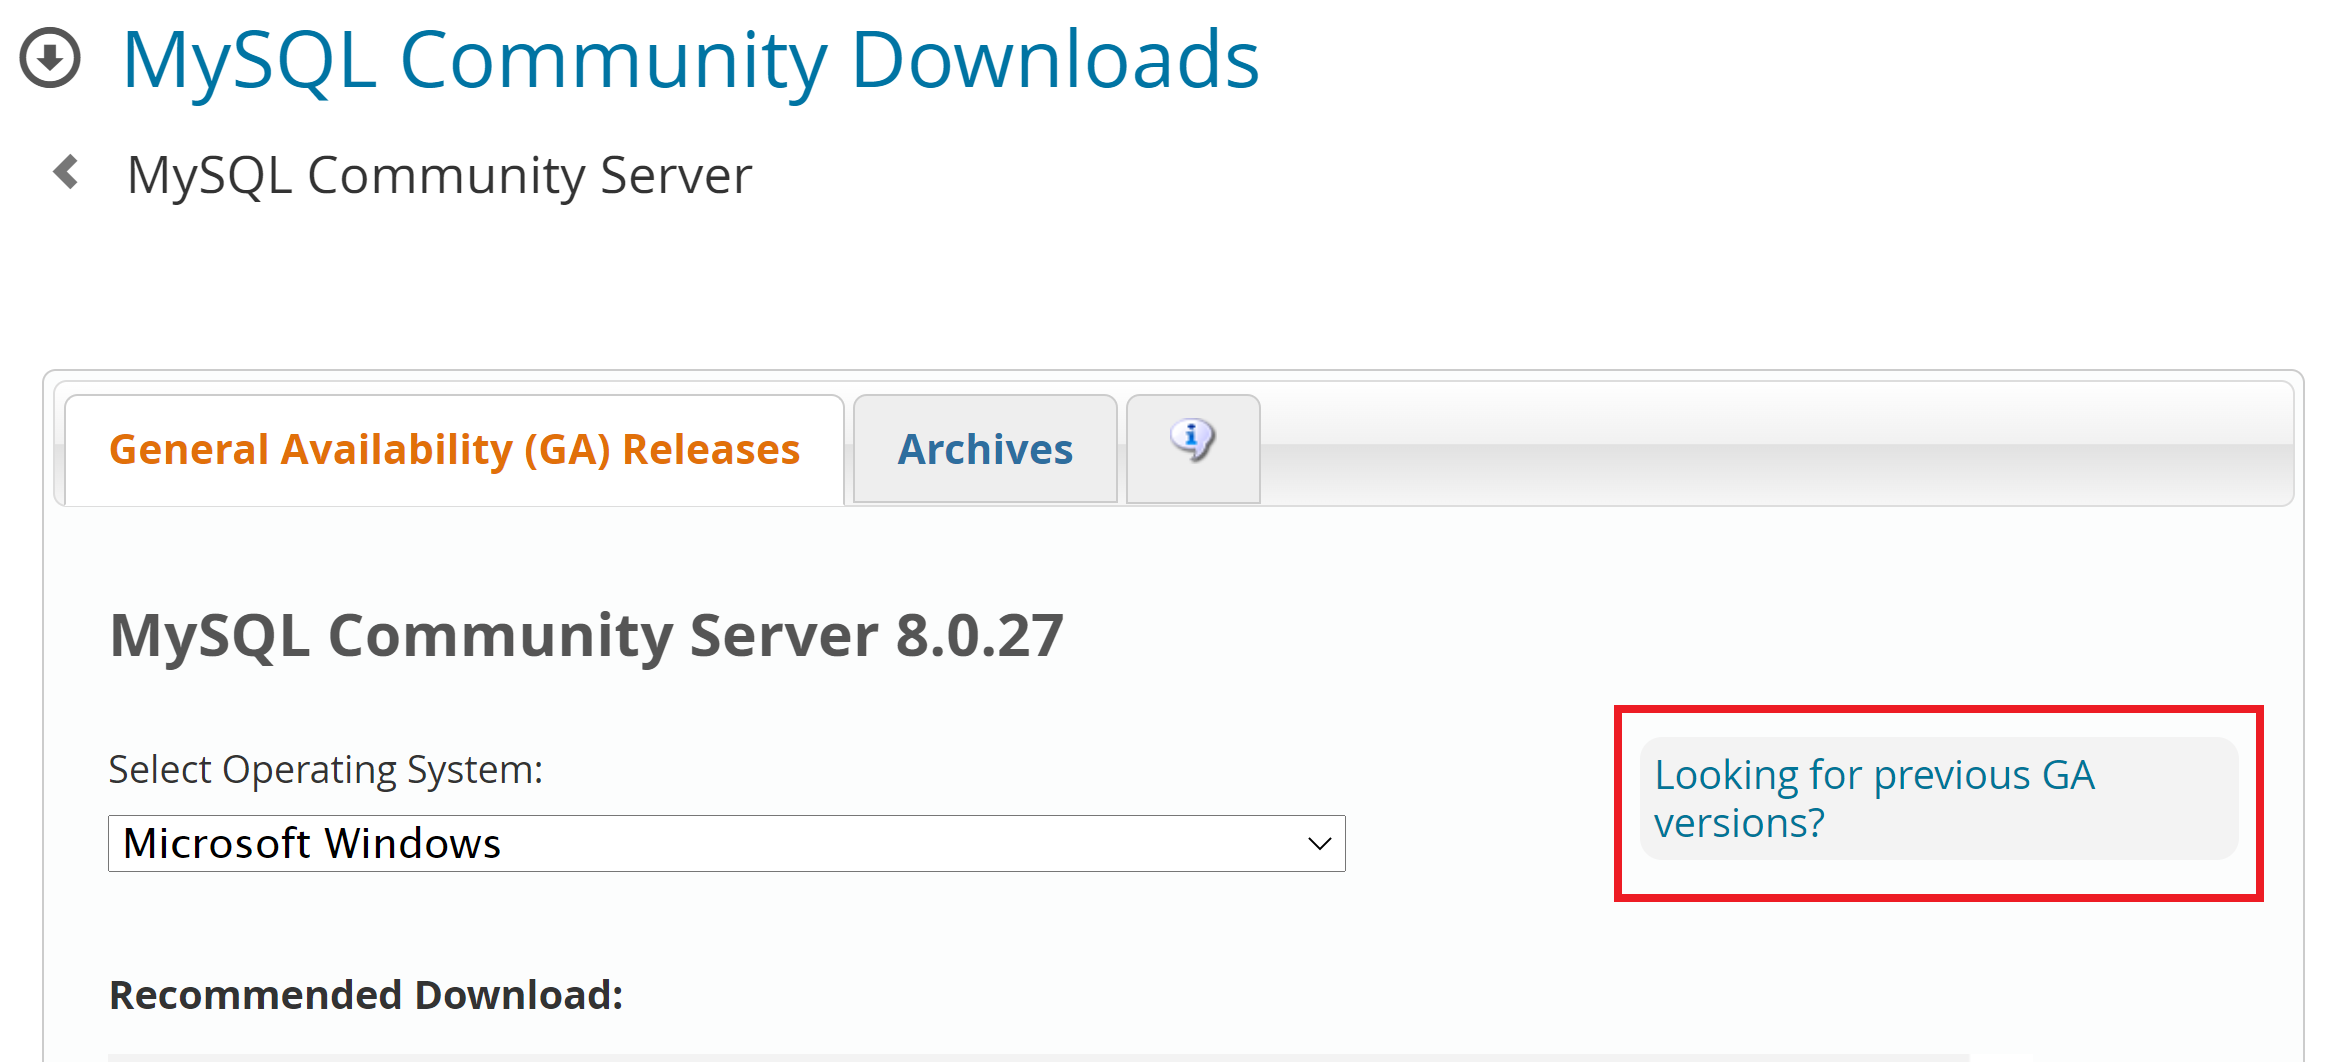 MySQL Community Downloads
MySQL Community Server
General Availability (GA) Releases
Archives
MySQL Community Server 8.0.27
Select Operating System:
Microsoft Windows
Looking for previous GA
versions?
Recommended Download: